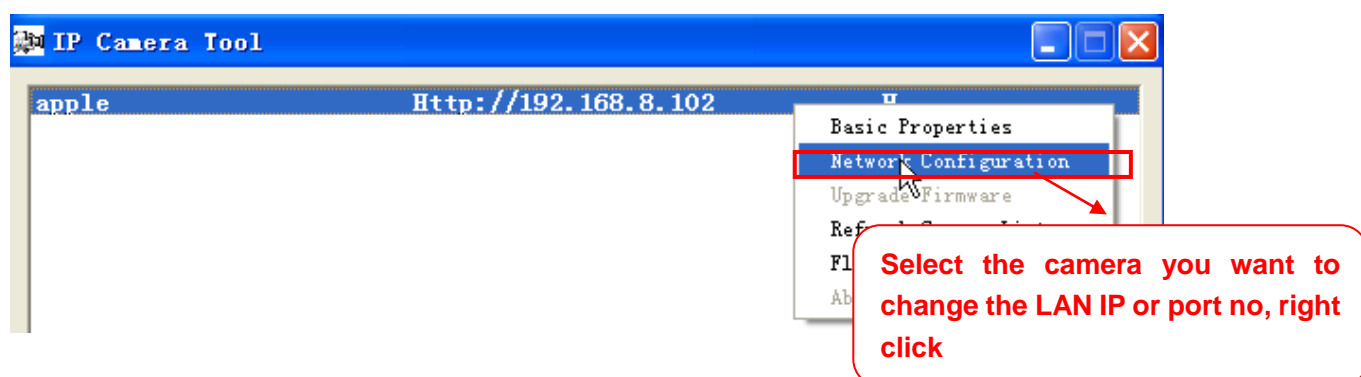 IP Camera Tool
apple Http://192.168.8.102
Basic Properties
Network Configuration
Upgrade Firmware
Select the camera you want to
change the LAN IP or port no, right
click